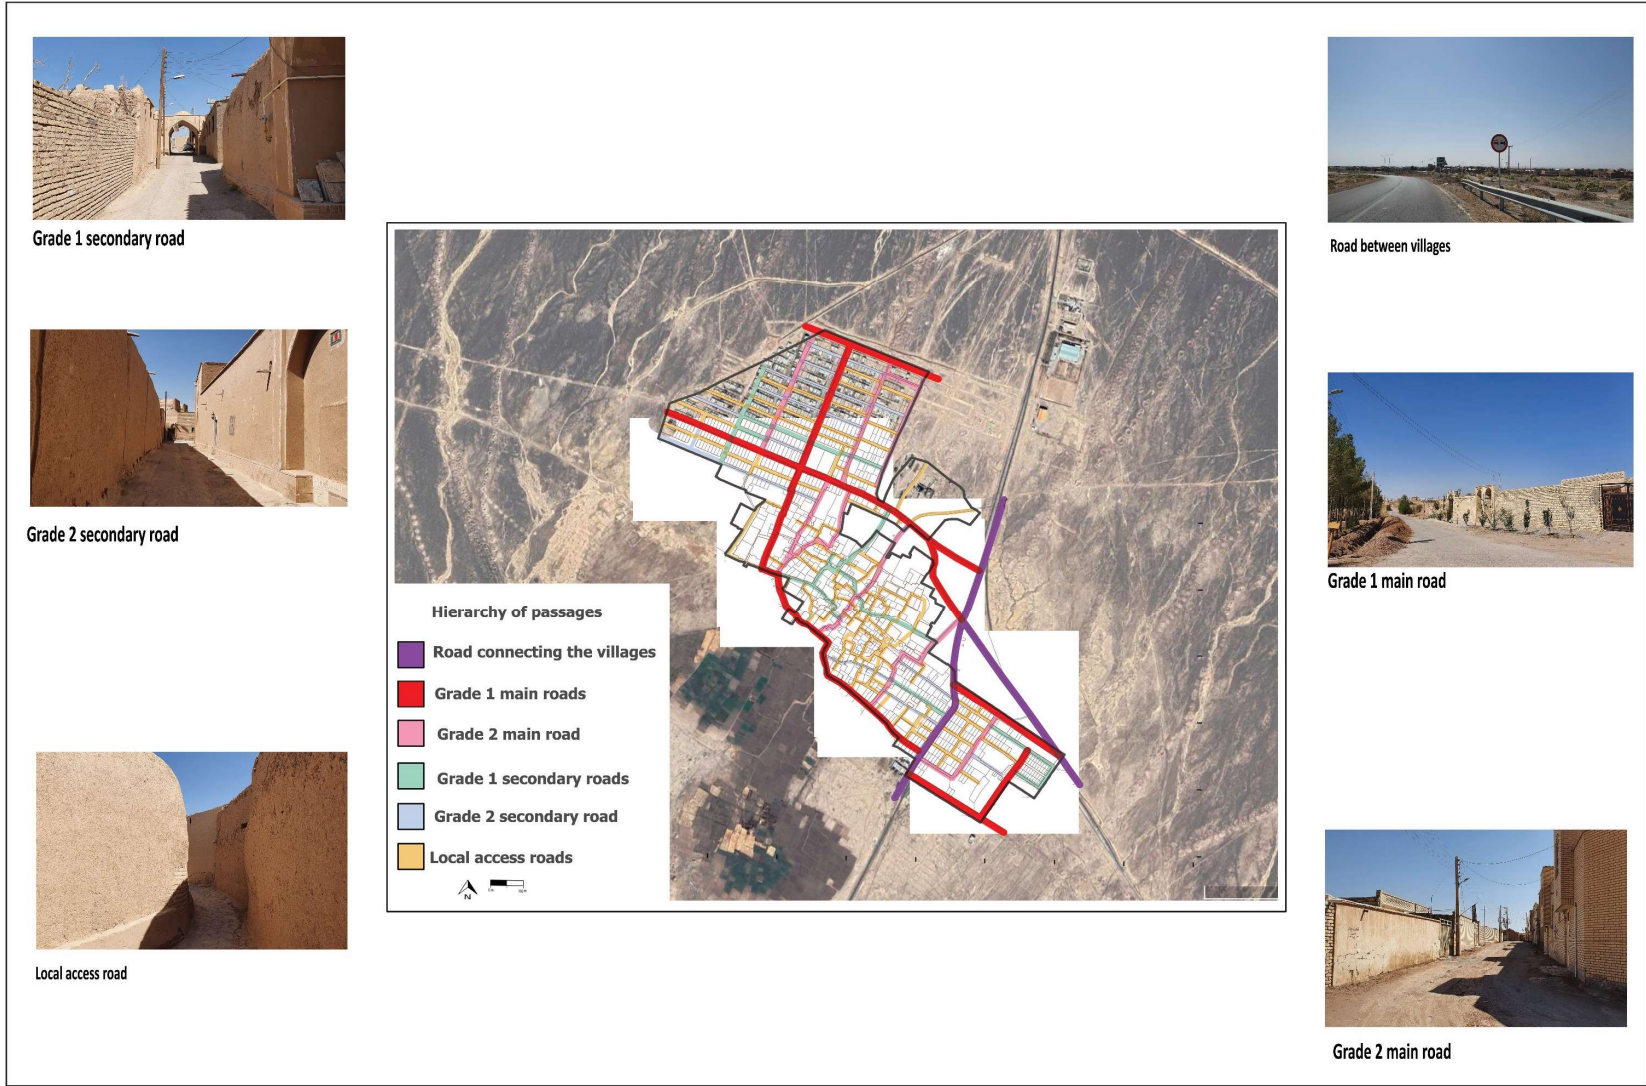 Grade 1 secondary road
Grade 2 secondary road
Local access road
Hierarchy of passages
Road connecting the villages
Grade 1 main roads
Grade 2 main road
Grade 1 secondary roads
Grade 2 secondary road
Local access roads
N
Road between villages
Grade 1 main road
Grade 2 main road